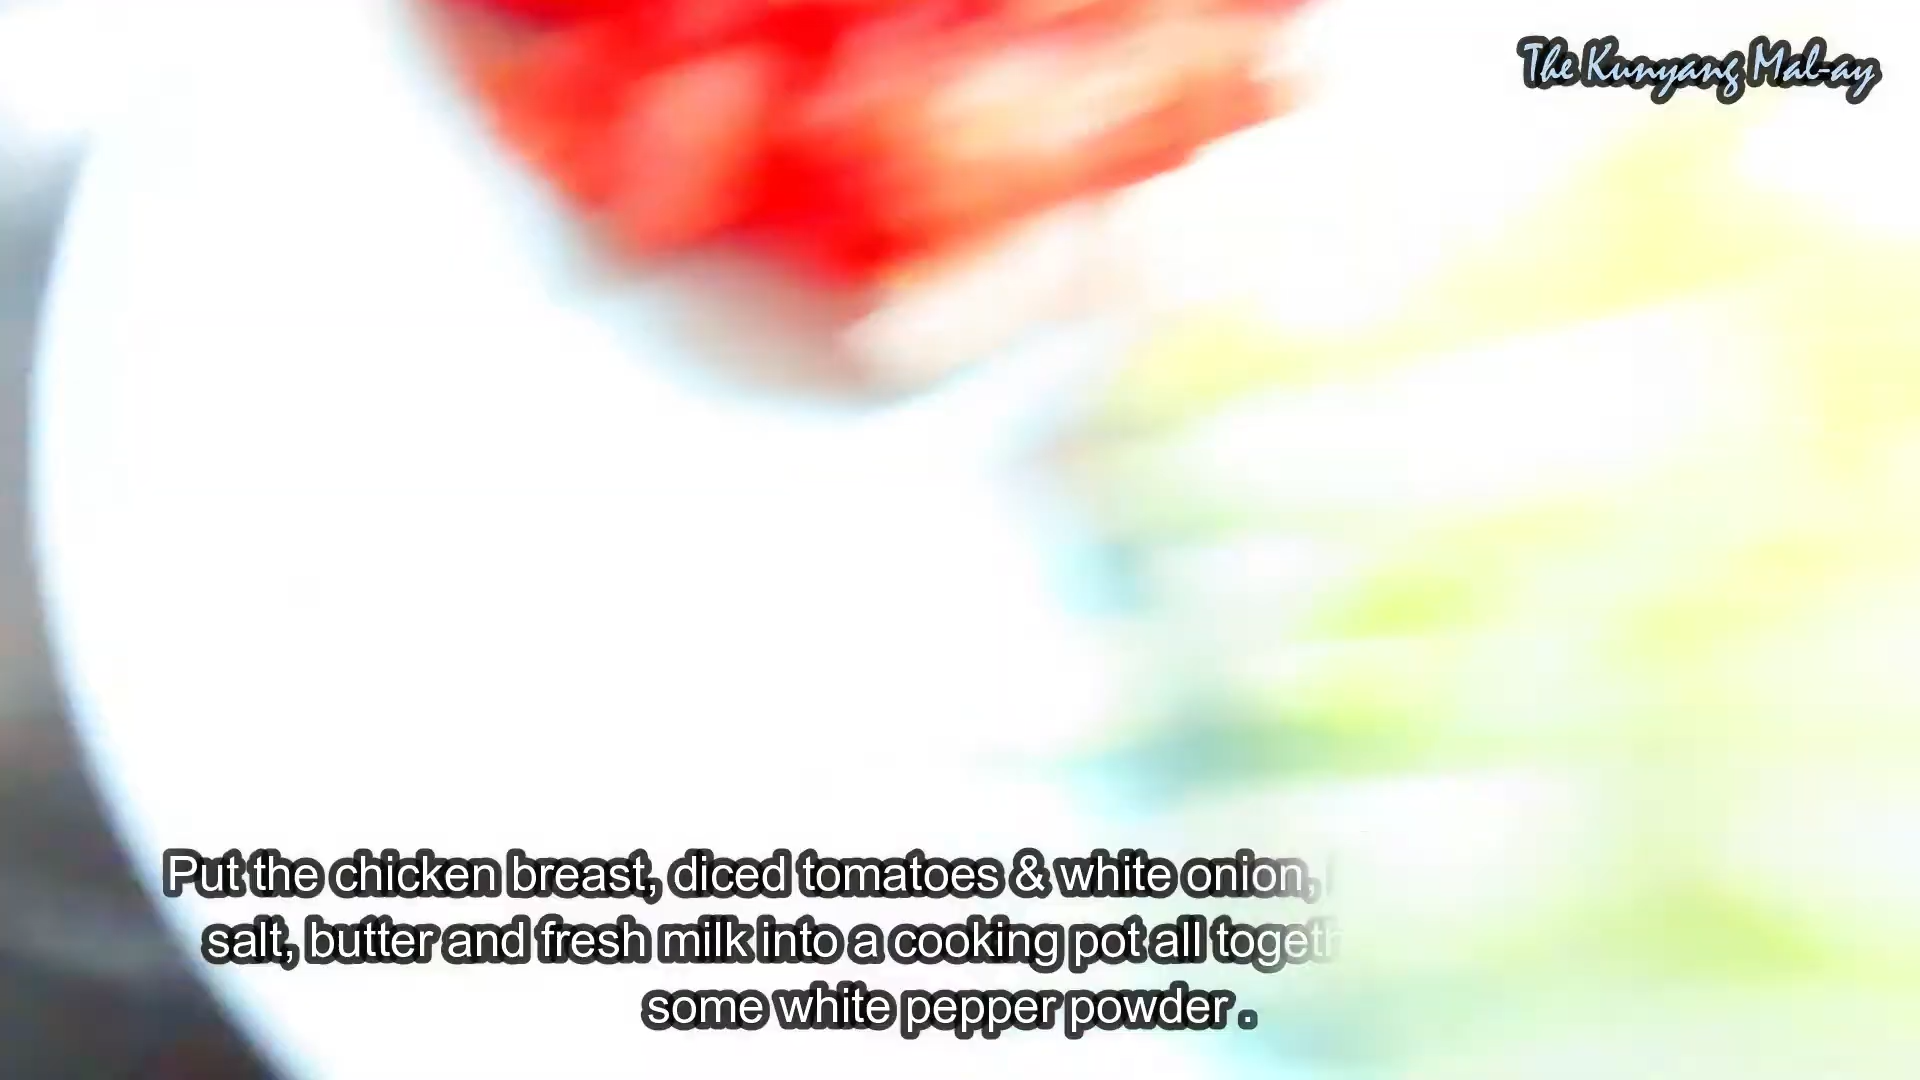 The Kunyang Mal-ay
Put the chicken breast, diced tomatoes & white onion,
salt, butter and fresh milk into a cooking pot all
some white pepper powder .